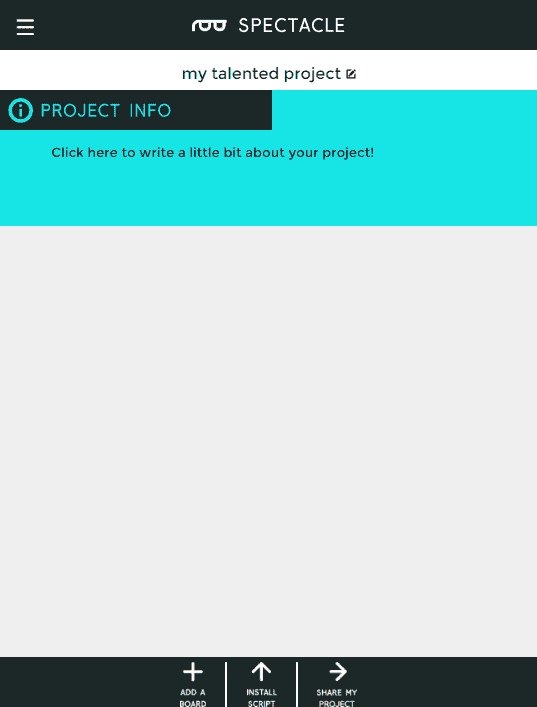 SPECTACLE
my talented project
PROJECT INFO
Click here to write a little bit about your project!
ADD A
BOARD
INSTALL
SCRIPT
SHARE MY
PROJECT